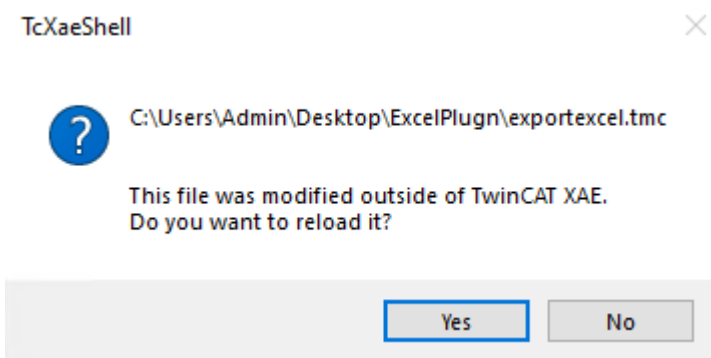 TcXaeShell
C:\Users\Admin\Desktop\ExcelPlugn\exportexcel.tmc
This file was modified outside of TwinCAT XAE.
Do you want to reload it?
Yes No